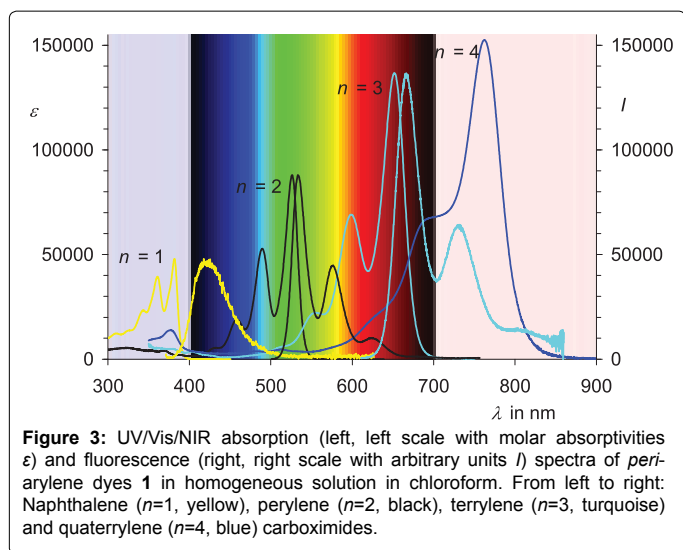 150000
150000
n = 4
ε
n = 3
I
100000
100000
n = 2
50000
50000
n = 1
0
0
300 400 500 600 700 800 900
λ in nm
Figure 3: UV/Vis/NIR absorption (left, left scale with molar absorptivities
ε) and fluorescence (right, right scale with arbitrary units I) spectra of peri-
arylene dyes 1 in homogeneous solution in chloroform. From left to right:
Naphthalene (n=1, yellow), perylene (n=2, black), terrylene (n=3, turquoise)
and quaterrylene (n=4, blue) carboximides.